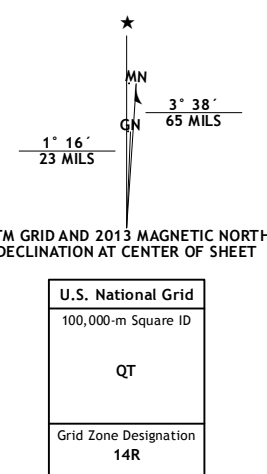 ★
MN
3° 38´
65 MILS
GN
1° 16´
23 MILS
TM GRID AND 2013 MAGNETIC NORTH
DECLINATION AT CENTER OF SHEET
U.S. National Grid
100,000-m Square ID
QT
Grid Zone Designation
14R